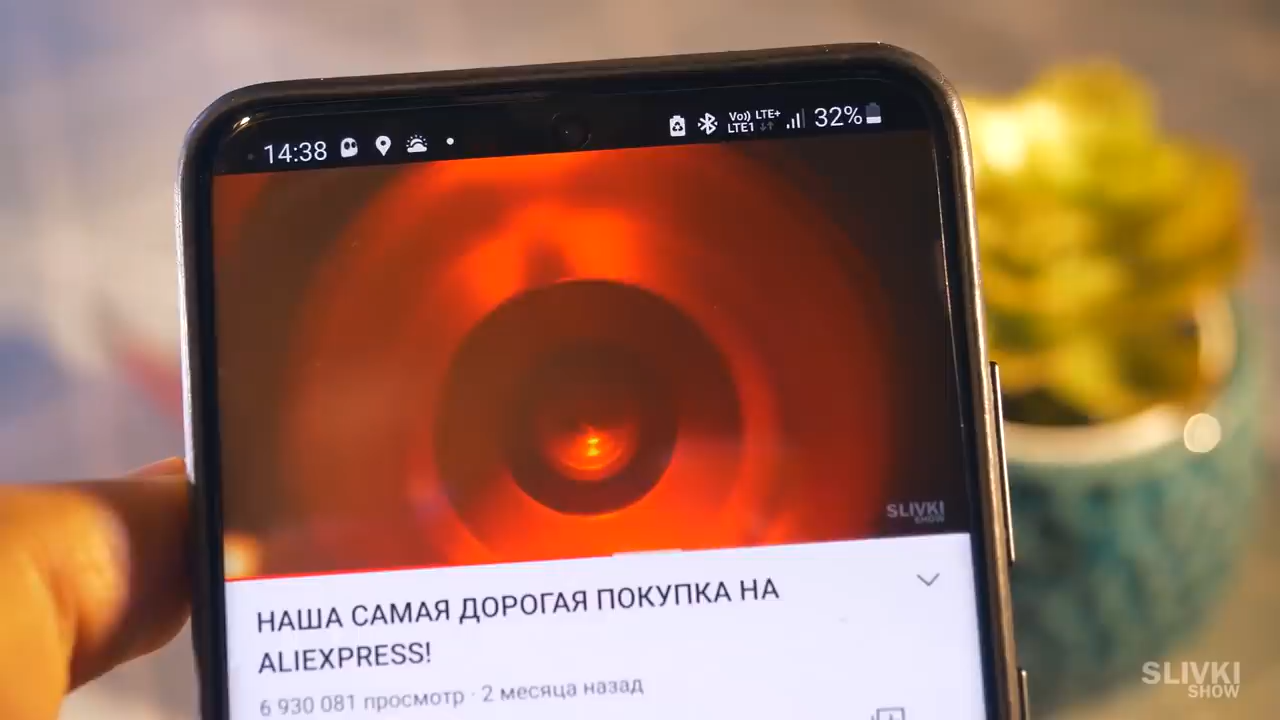 14:38
Vo)) LTE+
LTE1
32%
SLIVKI
SHOW
НАША САМАЯ ДОРОГАЯ ПОКУПКА НА
ALIEXPRESS!
6 930 081 просмотр · 2 месяца назад
SLIVKI
SHOW